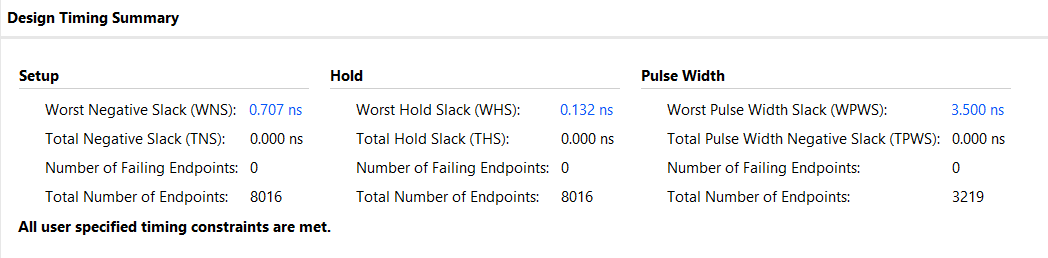 Design Timing Summary
Setup Hold Pulse Width
Worst Negative Slack (WNS): 0.707 ns Worst Hold Slack (WHS): 0.132 ns Worst Pulse Width Slack (WPWS): 3.500 ns
Total Negative Slack (TNS): 0.000 ns Total Hold Slack (THS): 0.000 ns Total Pulse Width Negative Slack (TPWS): 0.000 ns
Number of Failing Endpoints: 0 Number of Failing Endpoints: 0 Number of Failing Endpoints: 0
Total Number of Endpoints: 8016 Total Number of Endpoints: 8016 Total Number of Endpoints: 3219
All user specified timing constraints are met.